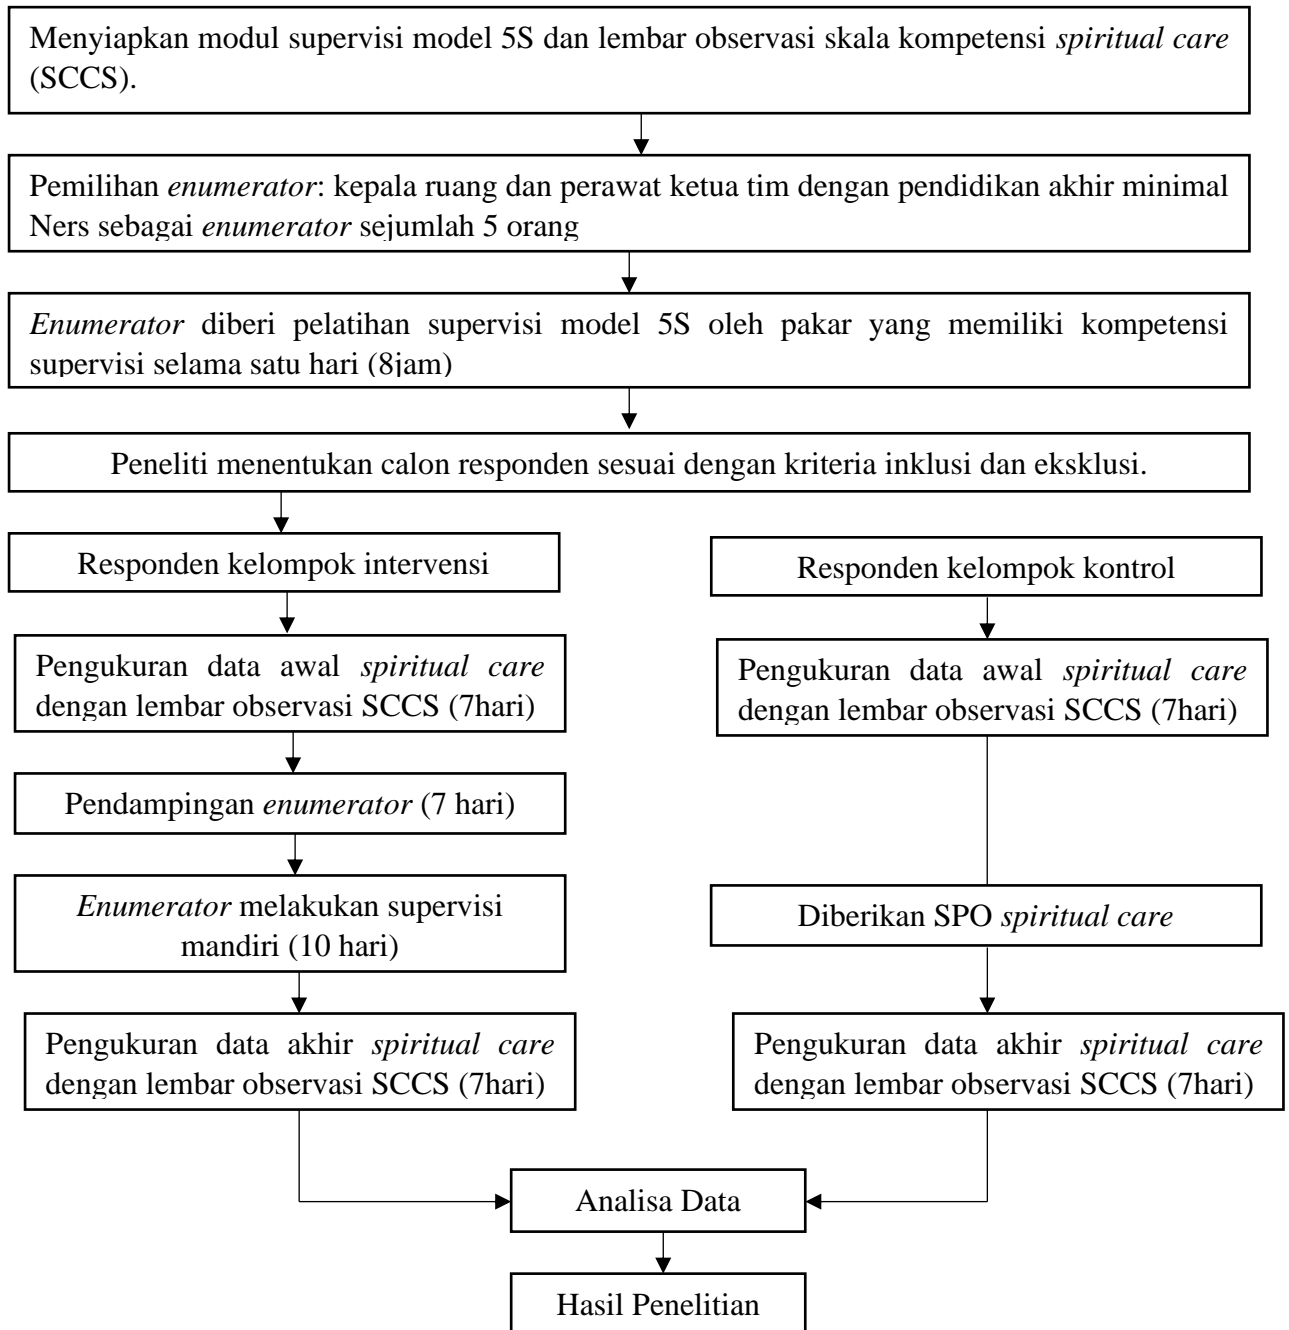 Menyiapkan modul supervisi model 5S dan lembar observasi skala kompetensi spiritual care
(SCCS).
Pemilihan enumerator: kepala ruang dan perawat ketua tim dengan pendidikan akhir minimal
Ners sebagai enumerator sejumlah 5 orang
Enumerator diberi pelatihan supervisi model 5S oleh pakar yang memiliki kompetensi
supervisi selama satu hari (8jam)
Peneliti menentukan calon responden sesuai dengan kriteria inklusi dan eksklusi.
Responden kelompok intervensi
Pengukuran data awal spiritual care
dengan lembar observasi SCCS (7hari)
Pendampingan enumerator (7 hari)
Enumerator melakukan supervisi
mandiri (10 hari)
Pengukuran data akhir spiritual care
dengan lembar observasi SCCS (7hari)
Responden kelompok kontrol
Pengukuran data awal spiritual care
dengan lembar observasi SCCS (7hari)
Diberikan SPO spiritual care
Pengukuran data akhir spiritual care
dengan lembar observasi SCCS (7hari)
Analisa Data
Hasil Penelitian